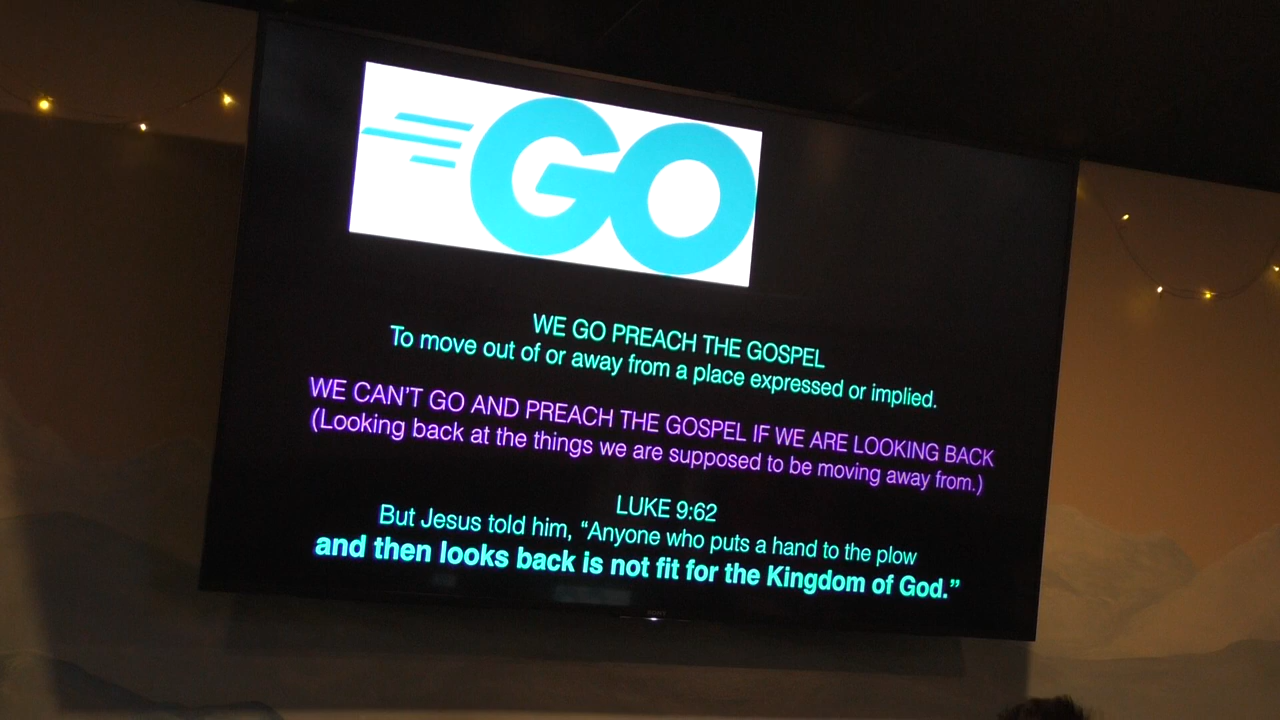 GO
WE GO PREACH THE GOSPEL
To move out of or away from a place expressed or implied.
WE CAN'T GO AND PREACH THE GOSPEL IF WE ARE LOOKING BACK
(Looking back at the things we are supposed to be moving away from.)
LUKE 9:62
But Jesus told him, “Anyone who puts a hand to the plow
and then looks back is not fit for the Kingdom of God.”
SONY